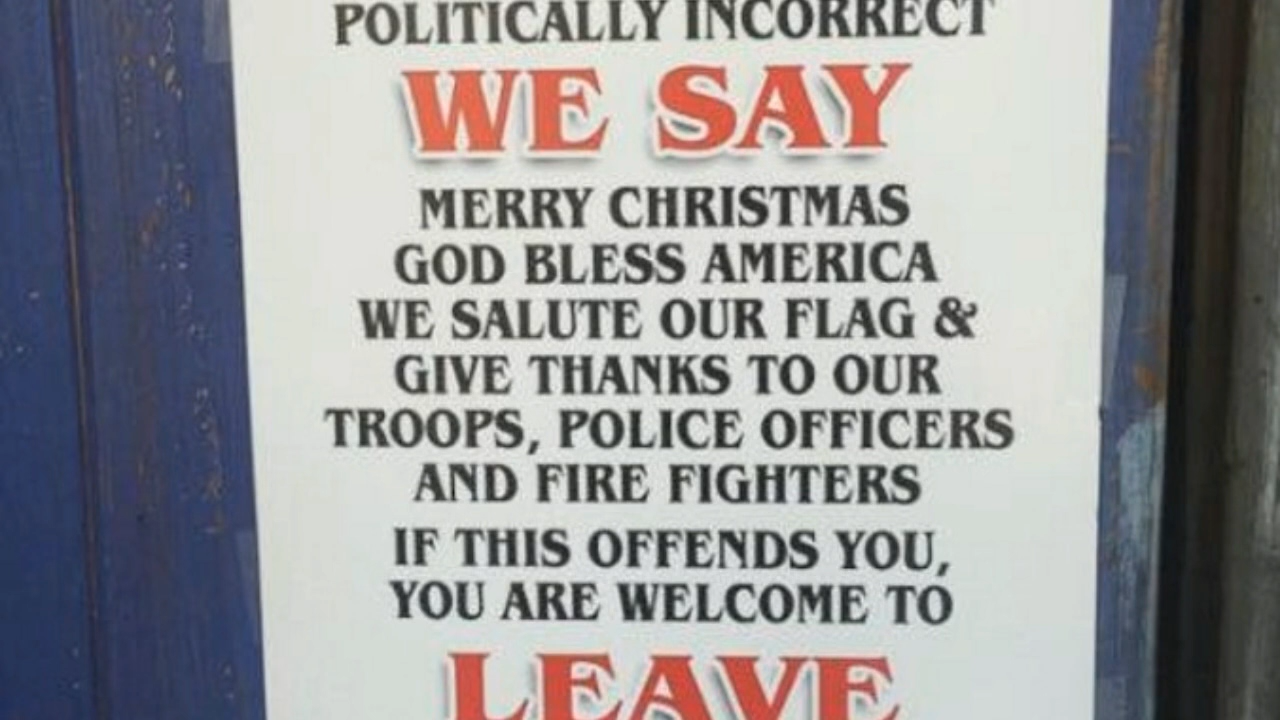 POLITICALLY INCORRECT
WE SAY
MERRY CHRISTMAS
GOD BLESS AMERICA
WE SALUTE OUR FLAG &
GIVE THANKS TO OUR
TROOPS, POLICE OFFICERS
AND FIRE FIGHTERS
IF THIS OFFENDS YOU,
YOU ARE WELCOME TO
LEAVE